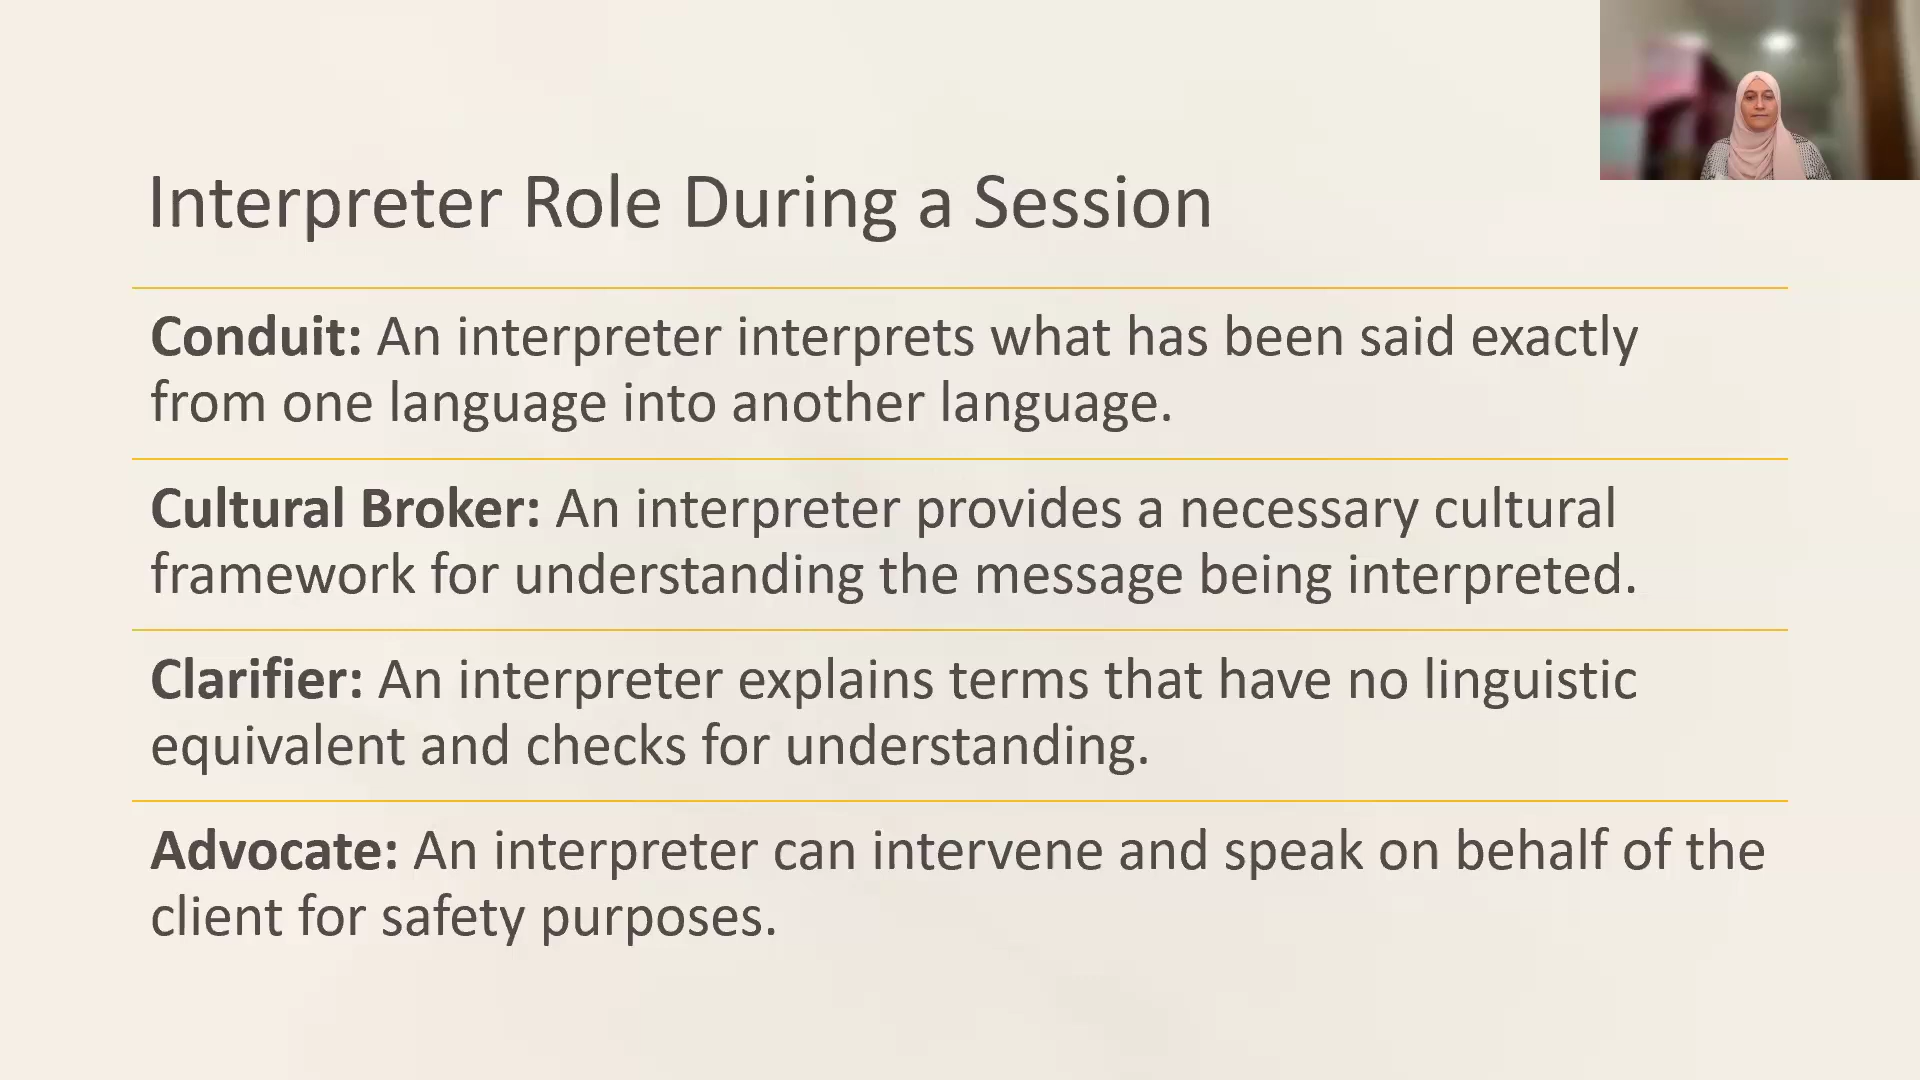 Interpreter Role During a Session
Conduit: An interpreter interprets what has been said exactly
from one language into another language.
Cultural Broker: An interpreter provides a necessary cultural
framework for understanding the message being interpreted.
Clarifier: An interpreter explains terms that have no linguistic
equivalent and checks for understanding.
Advocate: An interpreter can intervene and speak on behalf of the
client for safety purposes.